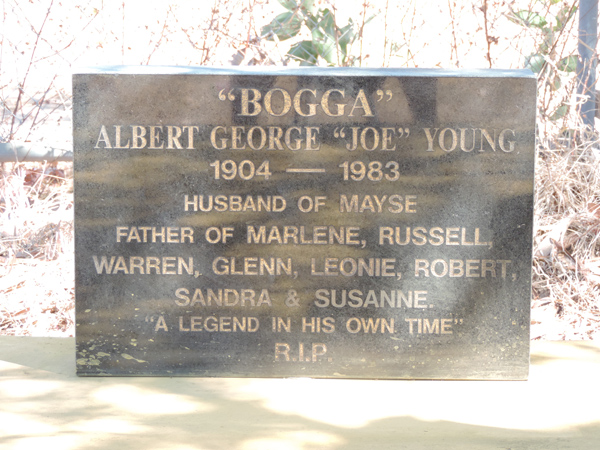 "BOGGA"
ALBERT GEORGE "JOE" YOUNG
1904 — 1983
HUSBAND OF MAYSE
FATHER OF MARLENE, RUSSELL,
WARREN, GLENN, LEONIE, ROBERT,
SANDRA & SUSANNE.
"A LEGEND IN HIS OWN TIME"
R.I.P.